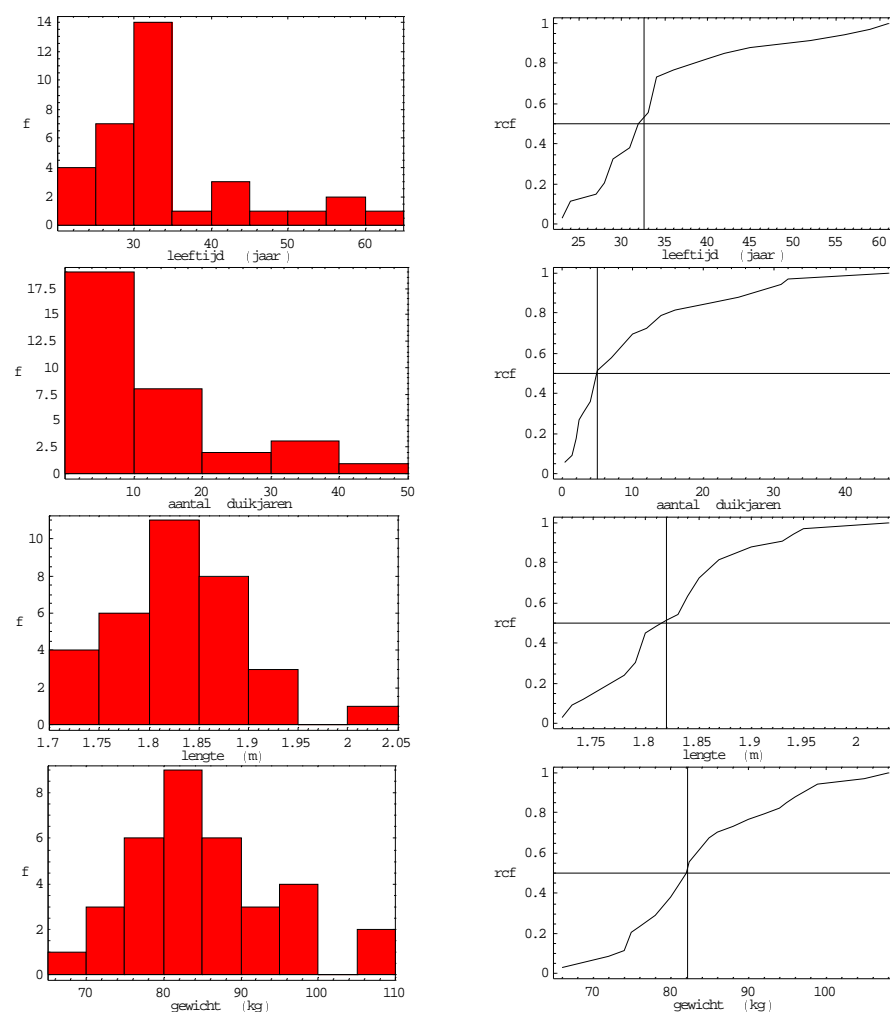 14
12
10
8
f
6
4
2
0
30 40 50 60
leeftijd (jaar)
1
0.8
0.6
rcf
0.4
0.2
0
25 30 35 40 45 50 55 60
leeftijd (jaar)
17.5
15
12.5
10
f
7.5
5
2.5
10 20 30 40 50
aantal duikjaren
1
0.8
0.6
rcf
0.4
0.2
0
0 10 20 30 40
aantal duikjaren
10
8
f
6
4
2
0
1.7 1.75 1.8 1.85 1.9 1.95 2 2.05
lengte (m)
1
0.8
0.6
rcf
0.4
0.2
0
1.75 1.8 1.85 1.9 1.95 2
lengte (m)
8
6
f
4
2
0
70 80 90 100 110
gewicht (kg)
1
0.8
0.6
rcf
0.4
0.2
0
70 80 90 100
gewicht (kg)